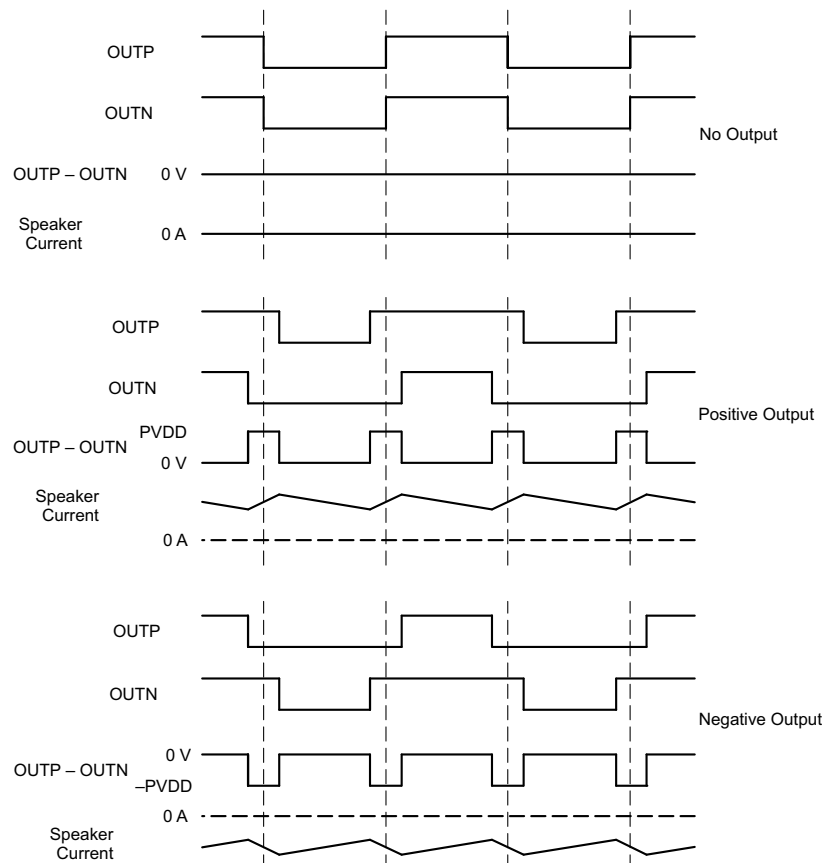 OUTP
OUTN
No Output
OUTP – OUTN 0 V
Speaker
Current
0 A
OUTP
OUTN
Positive Output
PVDD
OUTP – OUTN
0 V
Speaker
Current
0 A
OUTP
OUTN
Negative Output
0 V
OUTP – OUTN
–PVDD
0 A
Speaker
Current